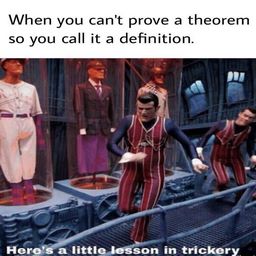 When you can't prove a theorem
so you call it a definition.
Here's a little lesson in trickery